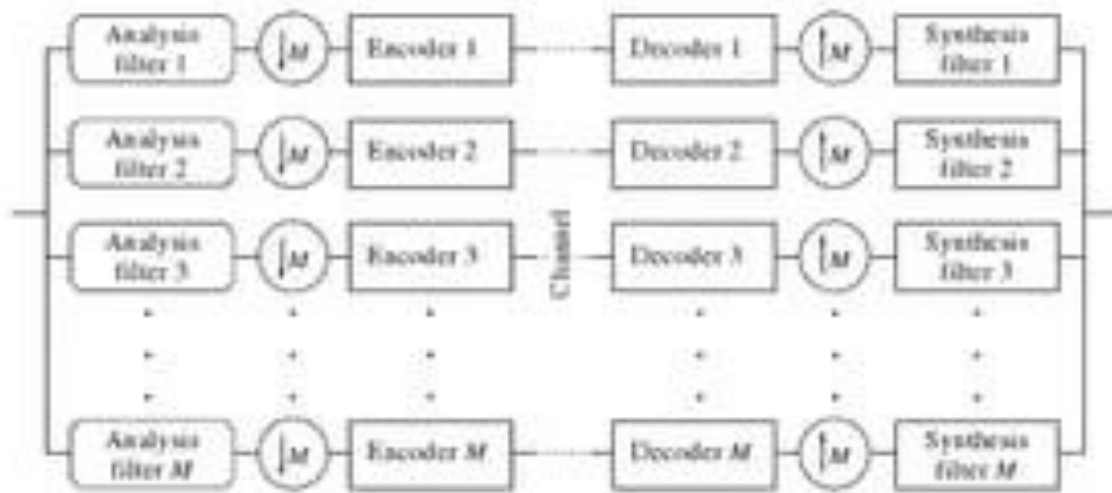 Analysis
filter 1
↓M
Encoder 1
Decoder 1
↑M
Synthesis
filter 1
Analysis
filter 2
↓M
Encoder 2
Decoder 2
↑M
Synthesis
filter 2
Channel
Analysis
filter 3
↓M
Encoder 3
Decoder 3
↑M
Synthesis
filter 3
Analysis
filter M
↓M
Encoder M
Decoder M
↑M
Synthesis
filter M